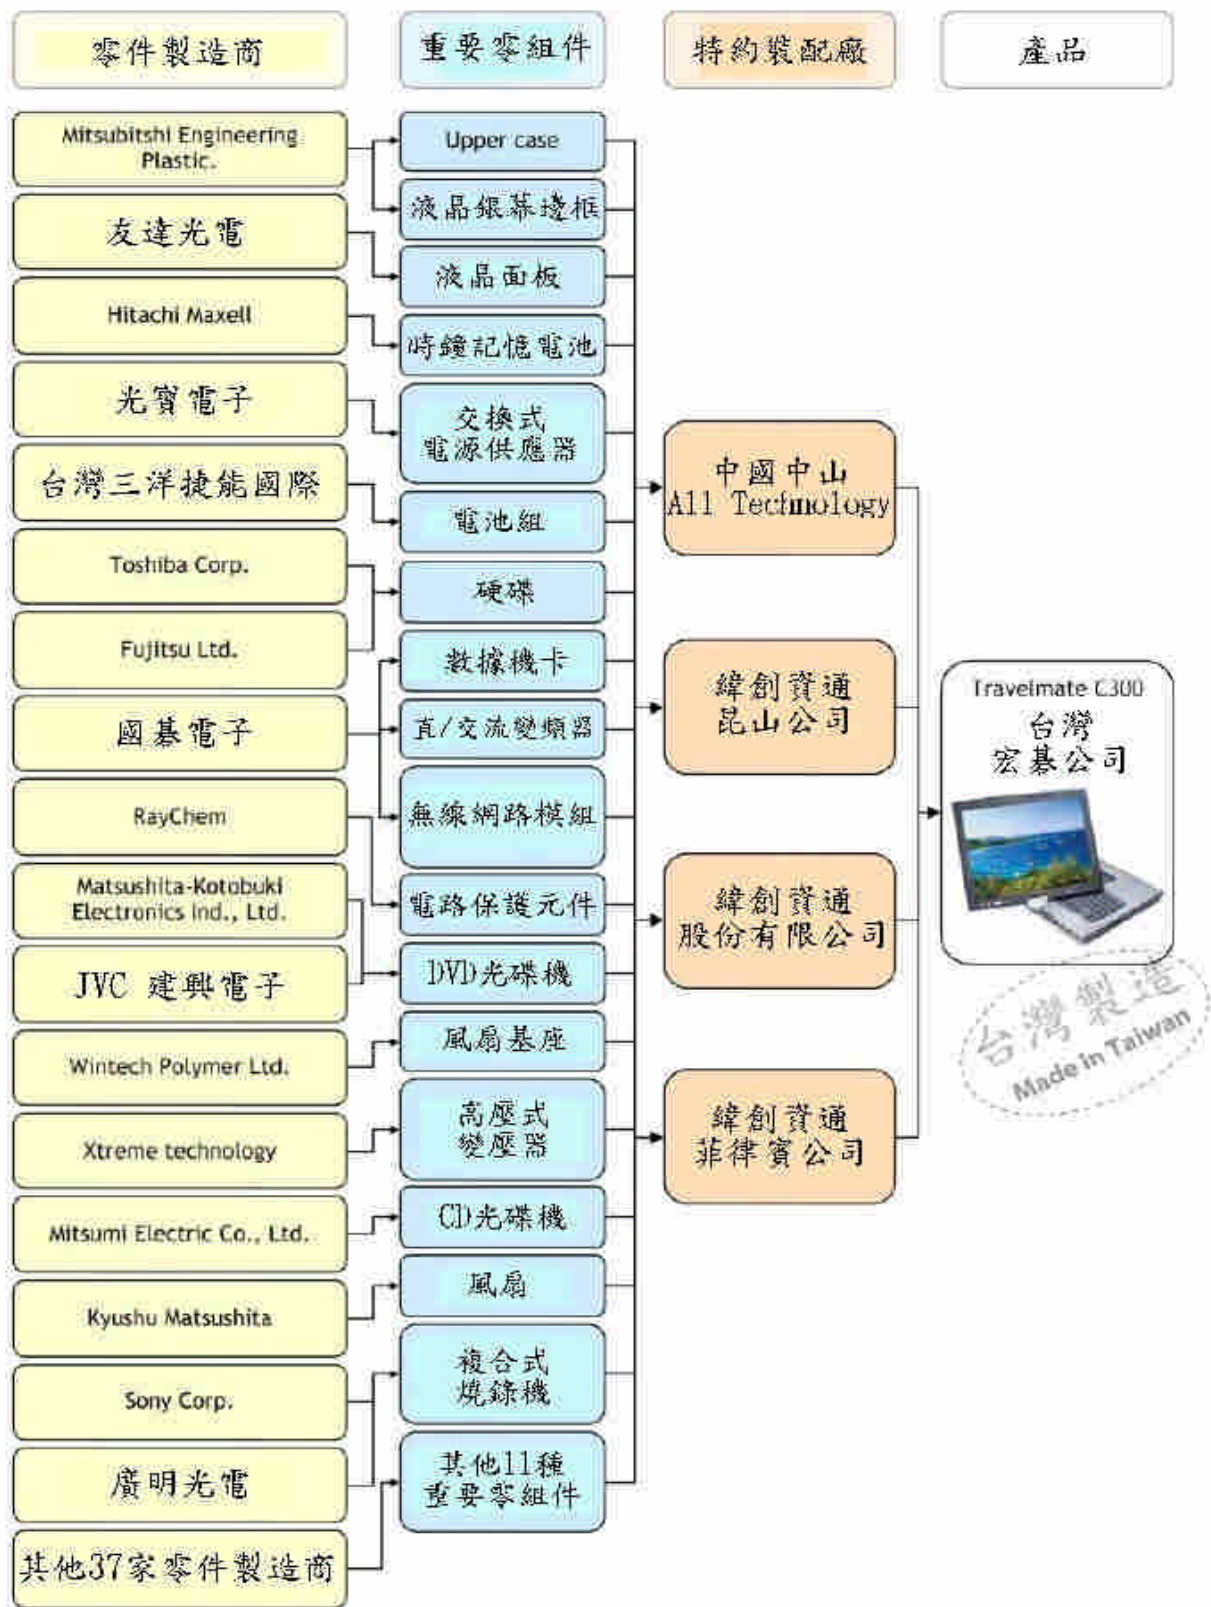 零件製造商
重要零組件
特約裝配廠
產品
Mitsubitshi Engineering
Plastic.
友達光電
Hitachi Maxell
光寶電子
台灣三洋捷能國際
Toshiba Corp.
Fujitsu Ltd.
國碁電子
RayChem
Matsushita-Kotobuki
Electronics Ind., Ltd.
JVC 建興電子
Wintech Polymer Ltd.
Xtreme technology
Mitsumi Electric Co., Ltd.
Kyushu Matsushita
Sony Corp.
廣明光電
其他37家零件製造商
Upper case
液晶銀幕邊框
液晶面板
時鐘記憶電池
交換式
電源供應器
電池組
硬碟
數據機卡
直/交流變頻器
無線網路模組
電路保護元件
DVD光碟機
風扇基座
高壓式
變壓器
CD光碟機
風扇
複合式
燒錄機
其他11種
重要零組件
中國中山
All Technology
緯創資通
昆山公司
緯創資通
股份有限公司
緯創資通
菲律賓公司
Travelmate C300
台灣
宏碁公司
台灣製造
Made in Taiwan